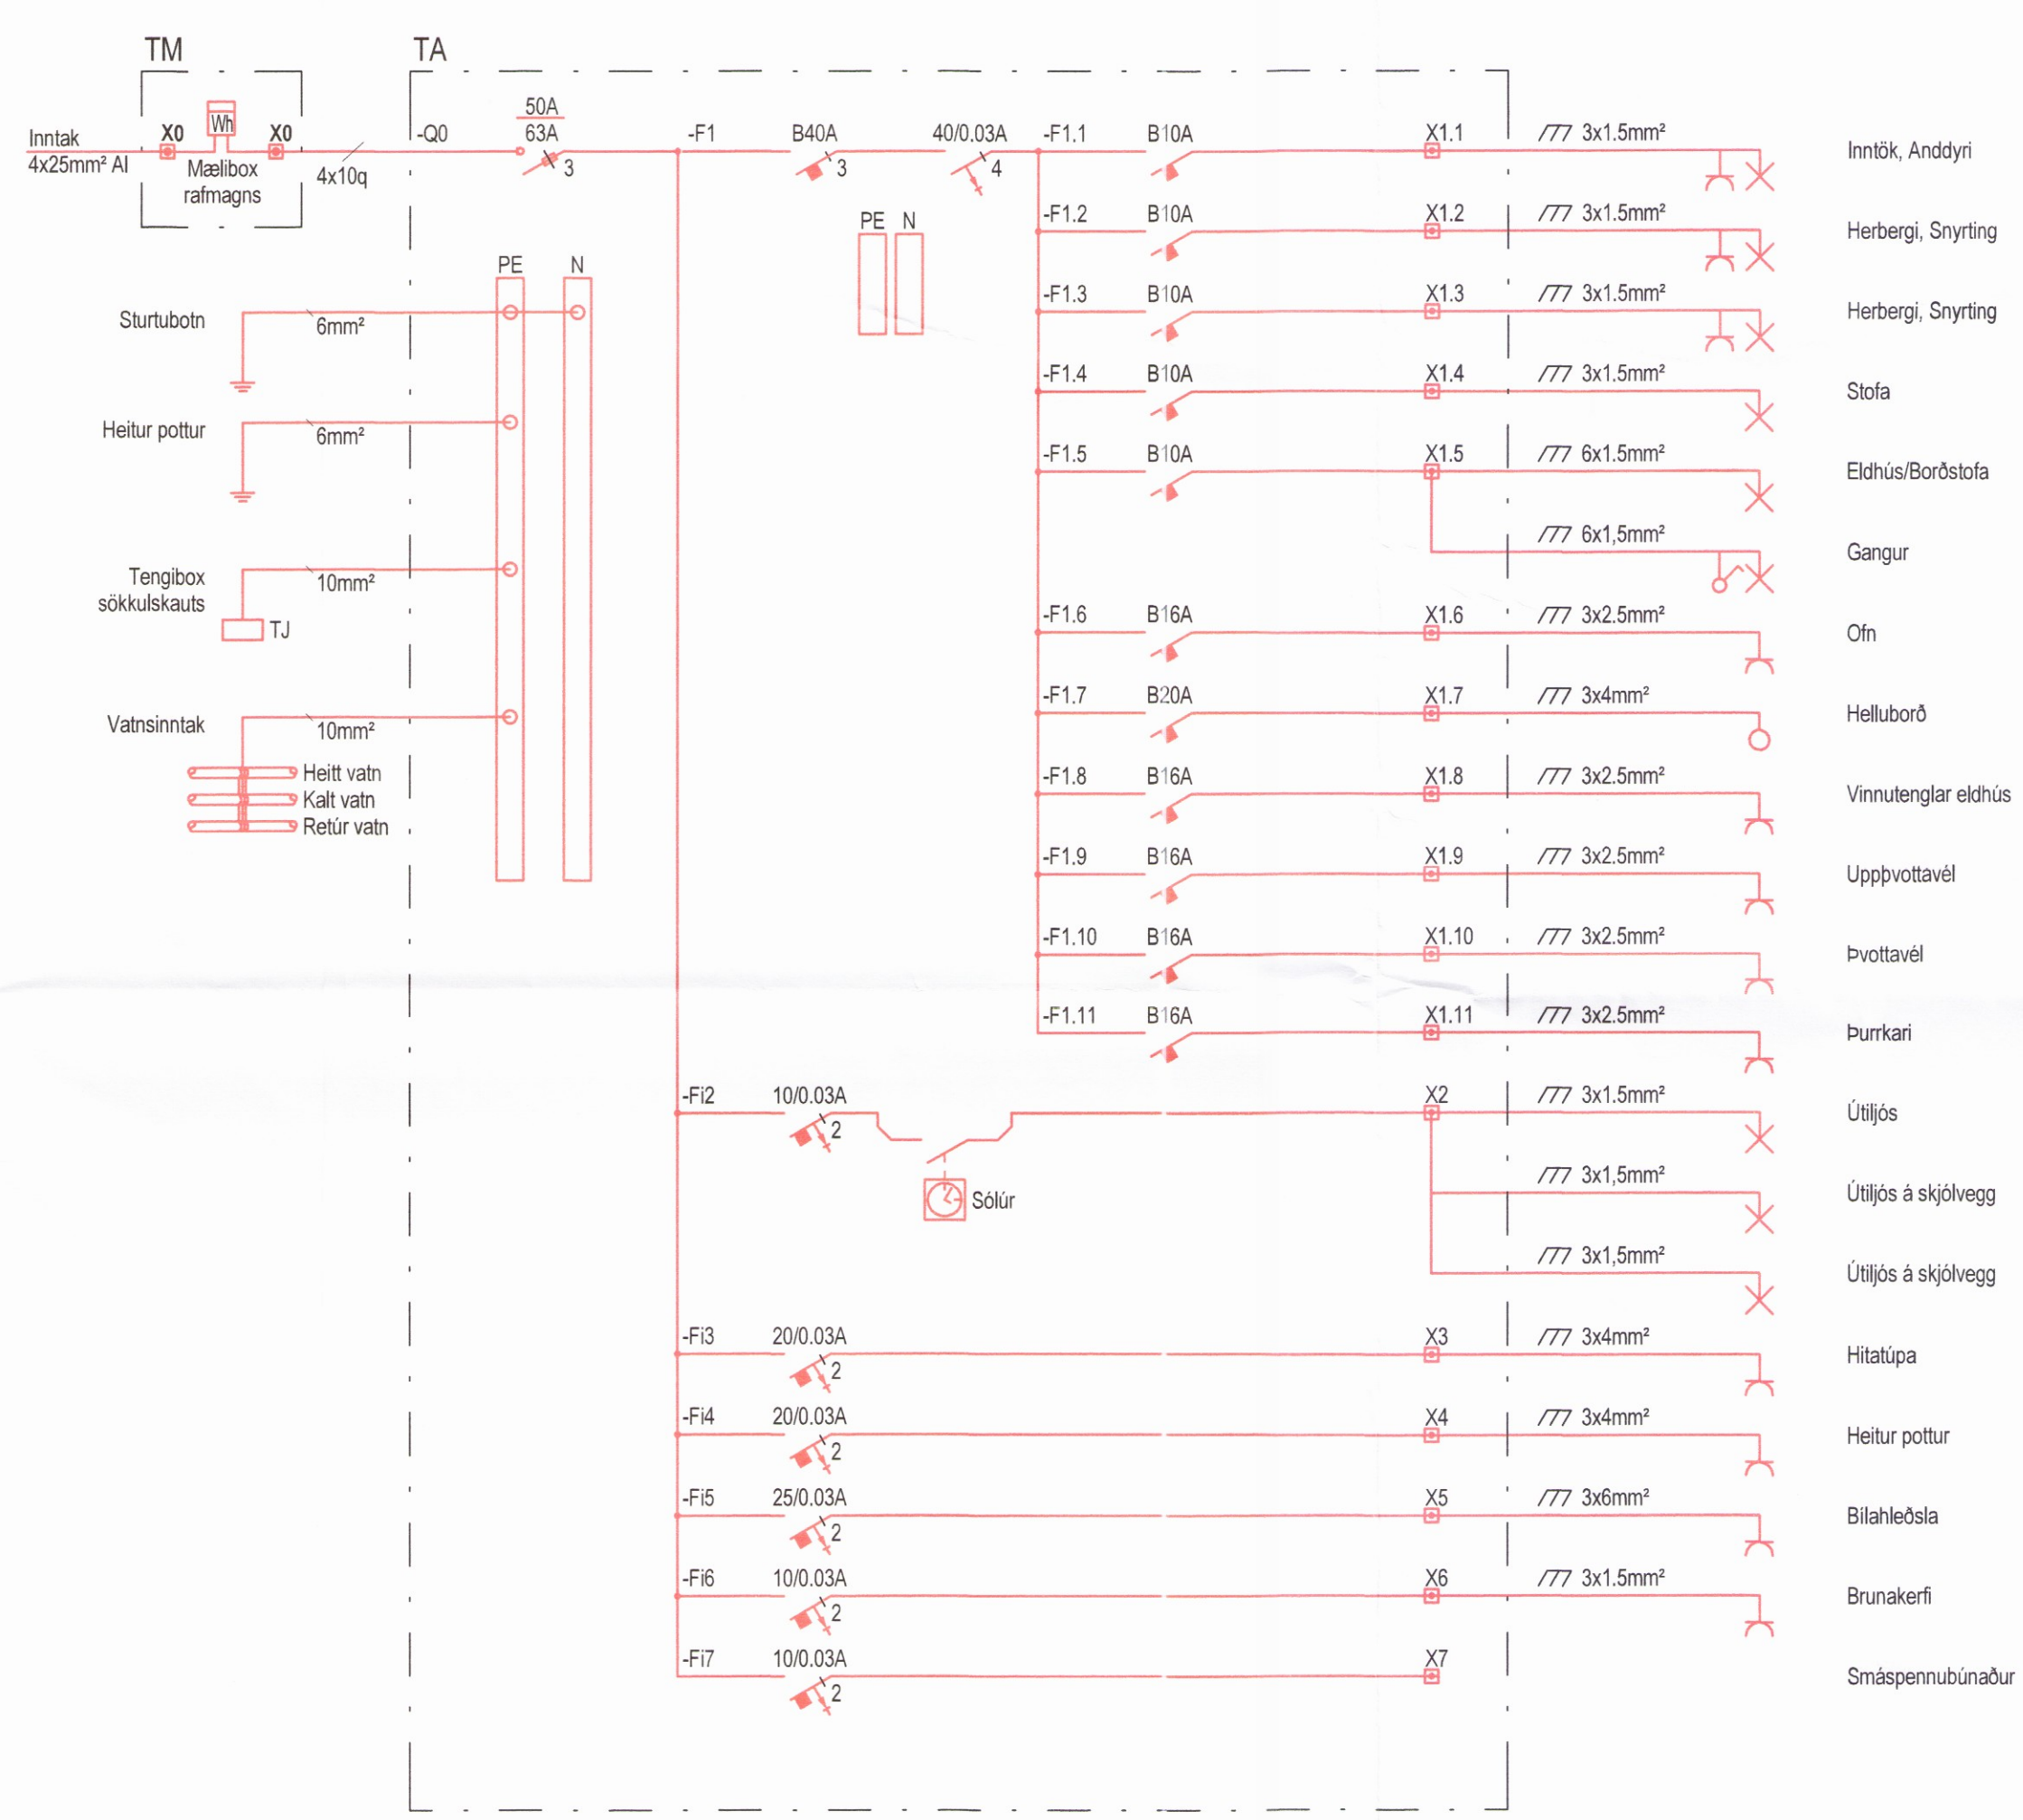 TM
TA
Inntak
4x25mm² Al
X0
Wh
X0
Mælibox
rafmagns
4x10q
-Q0
50A
63A
3
-F1
B40A
3
40/0.03A
4
PE
N
PE
N
Sturtubotn
6mm²
Heitur pottur
6mm²
Tengibox
sökkulskauts
10mm²
TJ
Vatnsinntak
10mm²
Heitt vatn
Kalt vatn
Retúr vatn
-F1.1 B10A X1.1 3x1.5mm² Inntök, Anddyri
-F1.2 B10A X1.2 3x1.5mm² Herbergi, Snyrting
-F1.3 B10A X1.3 3x1.5mm² Herbergi, Snyrting
-F1.4 B10A X1.4 3x1.5mm² Stofa
-F1.5 B10A X1.5 6x1.5mm² Eldhús/Borðstofa
6x1,5mm² Gangur
-F1.6 B16A X1.6 3x2.5mm² Ofn
-F1.7 B20A X1.7 3x4mm² Helluborð
-F1.8 B16A X1.8 3x2.5mm² Vinnutenglar eldhús
-F1.9 B16A X1.9 3x2.5mm² Uppþvottavél
-F1.10 B16A X1.10 3x2.5mm² Þvottavél
-F1.11 B16A X1.11 3x2.5mm² Þurrkari
-Fi2 10/0.03A X2 3x1.5mm² Útiljós
2
Sólúr
3x1,5mm² Útiljós á skjólvegg
3x1,5mm² Útiljós á skjólvegg
-Fi3 20/0.03A X3 3x4mm² Hitatúpa
2
-Fi4 20/0.03A X4 3x4mm² Heitur pottur
2
-Fi5 25/0.03A X5 3x6mm² Bílahleðsla
2
-Fi6 10/0.03A X6 3x1.5mm² Brunakerfi
2
-Fi7 10/0.03A X7 Smáspennubúnaður
2